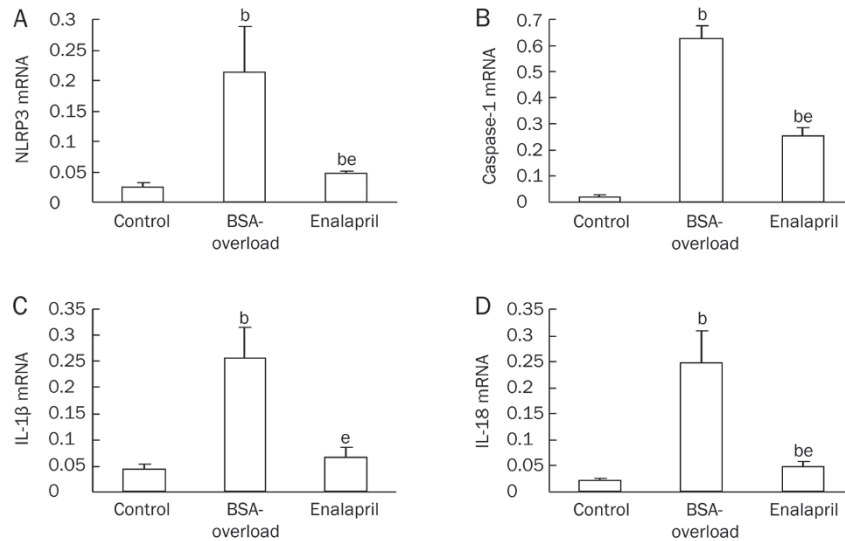 A
NLRP3 mRNA
0.3
0.25
0.2
0.15
0.1
0.05
0
b
be
Control
BSA-
overload
Enalapril
B
Caspase-1 mRNA
0.7
0.6
0.5
0.4
0.3
0.2
0.1
0
b
be
Control
BSA-
overload
Enalapril
C
IL-1β mRNA
0.35
0.3
0.25
0.2
0.15
0.1
0.05
0
b
e
Control
BSA-
overload
Enalapril
D
IL-18 mRNA
0.35
0.3
0.25
0.2
0.15
0.1
0.05
0
b
be
Control
BSA-
overload
Enalapril